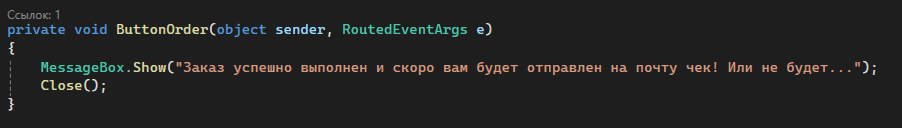 Ссылок: 1
private void ButtonOrder(object sender, RoutedEventArgs e)
{
MessageBox.Show("Заказ успешно выполнен и скоро вам будет отправлен на почту чек! Или не будет...");
Close();
}